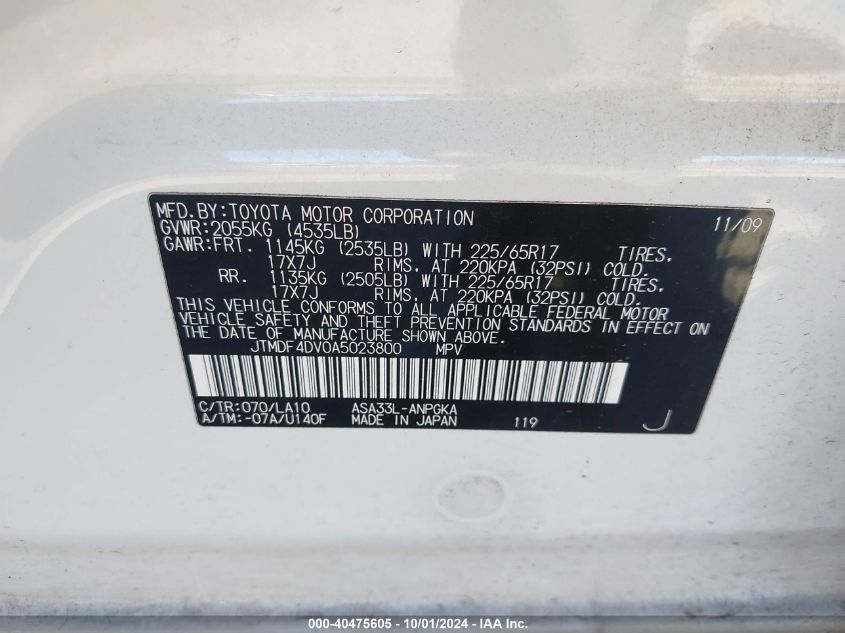 MFD.BY:TOYOTA MOTOR CORPORATION 11/09
GVWR:2055KG (4535LB)
GAWR:FRT. 1145KG (2535LB) WITH 225/65R17 TIRES,
17X7J RIMS, AT 220KPA (32PSI) COLD.
RR. 1135KG (2505LB) WITH 225/65R17 TIRES,
17X7J RIMS, AT 220KPA (32PSI) COLD.
THIS VEHICLE CONFORMS TO ALL APPLICABLE FEDERAL MOTOR
VEHICLE SAFETY AND THEFT PREVENTION STANDARDS IN EFFECT ON
THE DATE OF MANUFACTURE SHOWN ABOVE.
JTMDF4DV0A5023800 MPV
C/TR:070/LA10 ASA33L-ANPGKA
A/TM:-07A/U140F MADE IN JAPAN 119 J
000-40475605 - 10/01/2024 - IAA Inc.